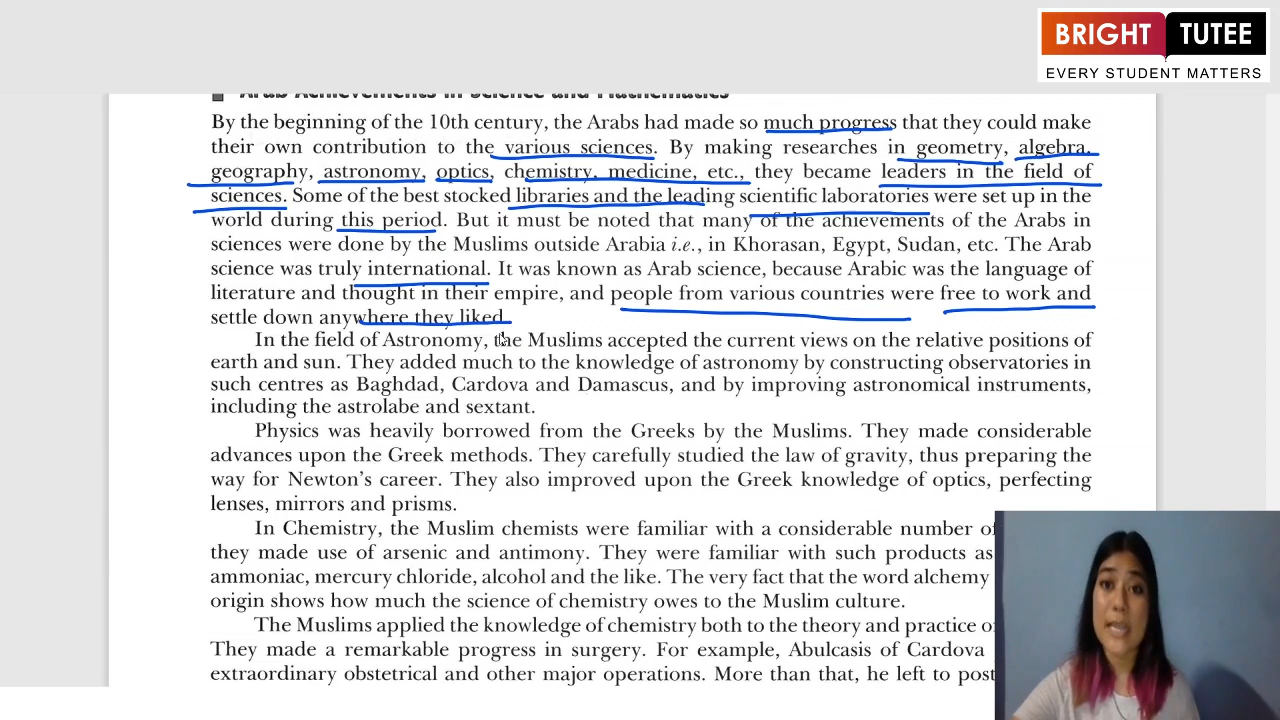 BRIGHT TUTEE
EVERY STUDENT MATTERS
Arab Achievements in Science and Mathematics
By the beginning of the 10th century, the Arabs had made so much progress that they could make
their own contribution to the various sciences. By making researches in geometry, algebra,
geography, astronomy, optics, chemistry, medicine, etc., they became leaders in the field of
sciences. Some of the best stocked libraries and the leading scientific laboratories were set up in the
world during this period. But it must be noted that many of the achievements of the Arabs in
sciences were done by the Muslims outside Arabia i.e., in Khorasan, Egypt, Sudan, etc. The Arab
science was truly international. It was known as Arab science, because Arabic was the language of
literature and thought in their empire, and people from various countries were free to work and
settle down anywhere they liked.
In the field of Astronomy, the Muslims accepted the current views on the relative positions of
earth and sun. They added much to the knowledge of astronomy by constructing observatories in
such centres as Baghdad, Cardova and Damascus, and by improving astronomical instruments,
including the astrolabe and sextant.
Physics was heavily borrowed from the Greeks by the Muslims. They made considerable
advances upon the Greek methods. They carefully studied the law of gravity, thus preparing the
way for Newton's career. They also improved upon the Greek knowledge of optics, perfecting
lenses, mirrors and prisms.
In Chemistry, the Muslim chemists were familiar with a considerable number
they made use of arsenic and antimony. They were familiar with such products as
ammoniac, mercury chloride, alcohol and the like. The very fact that the word alchemy
origin shows how much the science of chemistry owes to the Muslim culture.
The Muslims applied the knowledge of chemistry both to the theory and practice
They made a remarkable progress in surgery. For example, Abulcasis of Cardova
extraordinary obstetrical and other major operations. More than that, he left to